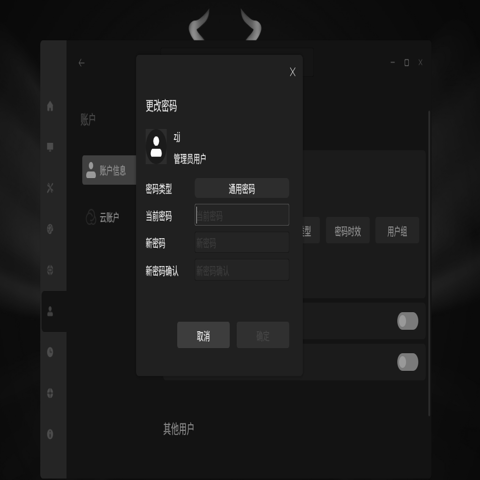 账户
更改密码
zjj
管理员用户
账户信息
密码类型
通用密码
当前密码
当前密码
云账户
新密码
新密码
型
密码时效
用户组
新密码确认
新密码确认
取消
确定
其他用户